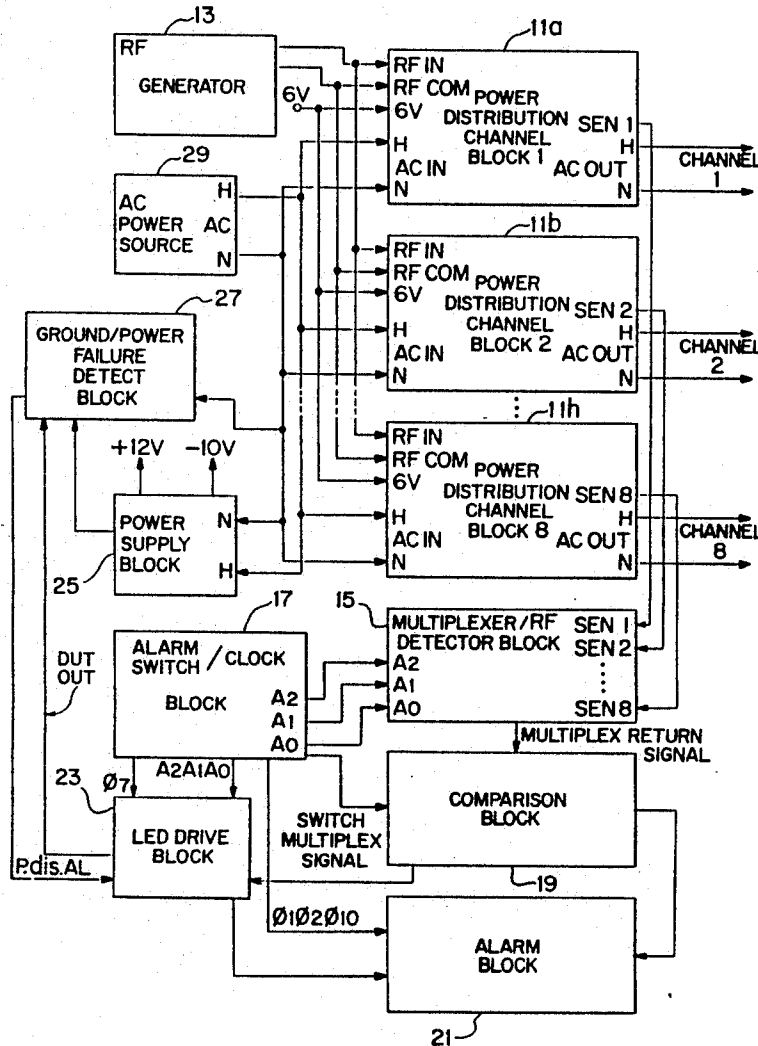 13
RF
GENERATOR
6V
11a
RF IN
RF COM
6V
POWER
DISTRIBUTION
CHANNEL
BLOCK 1
SEN 1
H
AC IN
N
H
AC OUT
N
CHANNEL
1
29
AC
POWER
SOURCE
H
AC
N
11b
RF IN
RF COM
6V
POWER
DISTRIBUTION
CHANNEL
BLOCK 2
SEN 2
H
AC IN
N
H
AC OUT
N
CHANNEL
2
27
GROUND/POWER
FAILURE
DETECT
BLOCK
11h
RF IN
RF COM
6V
POWER
DISTRIBUTION
CHANNEL
BLOCK 8
SEN 8
H
AC IN
N
H
AC OUT
N
CHANNEL
8
+12V
-10V
POWER
SUPPLY
BLOCK
N
H
25
17
ALARM
SWITCH / CLOCK
BLOCK
A2
A1
A0
15
MULTIPLEXER/RF
DETECTOR BLOCK
A2
A1
A0
SEN 1
SEN 2
SEN 8
DUT
OUT
MULTIPLEX RETURN
SIGNAL
Ø7
A2A1A0
23
LED DRIVE
BLOCK
SWITCH
MULTIPLEX
SIGNAL
COMPARISON
BLOCK
19
P.dis.AL
Ø1Ø2Ø10
ALARM
BLOCK
21